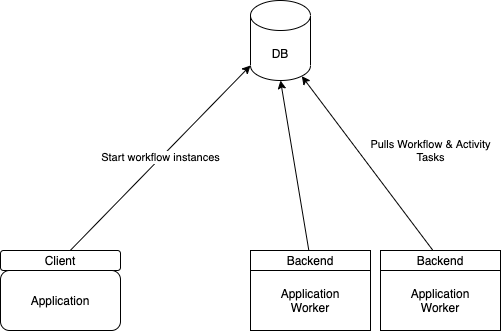 DB
Start workflow instances
Pulls Workflow & Activity
Tasks
Client
Application
Backend
Application
Worker
Backend
Application
Worker